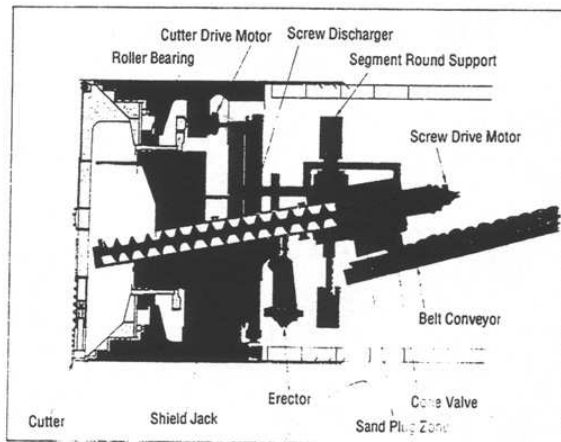 Cutter Drive Motor
Screw Discharger
Roller Bearing
Segment Round Support
Screw Drive Motor
Belt Conveyor
Erector
Cone Valve
Cutter
Shield Jack
Sand Plug Zone